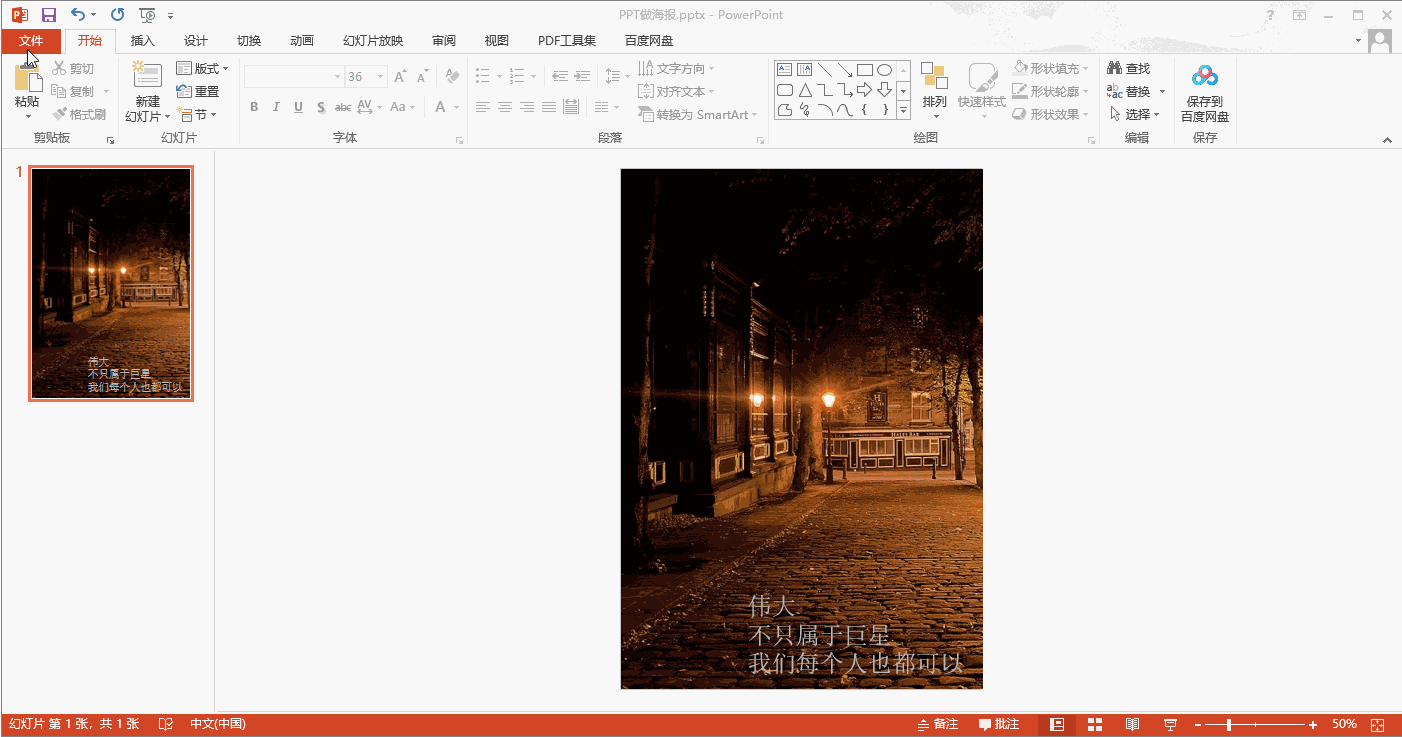 PPT做海报.pptx - PowerPoint
文件 开始 插入 设计 切换 动画 幻灯片放映 审阅 视图 PDF工具集 百度网盘
粘贴
剪切
复制
格式刷
剪贴板
新建
幻灯片
版式
重置
节
幻灯片
36
B I U S abc AV Aa A
字体
文字方向
对齐文本
转换为 SmartArt
段落
排列
快速样式
形状填充
形状轮廓
形状效果
绘图
查找
替换
选择
编辑
保存到
百度网盘
保存
1
伟大
不只属于巨星
我们每个人也都可以
HALES BAR
伟大
不只属于巨星
我们每个人也都可以
幻灯片 第 1 张，共 1 张 中文(中国) 备注 批注 50%